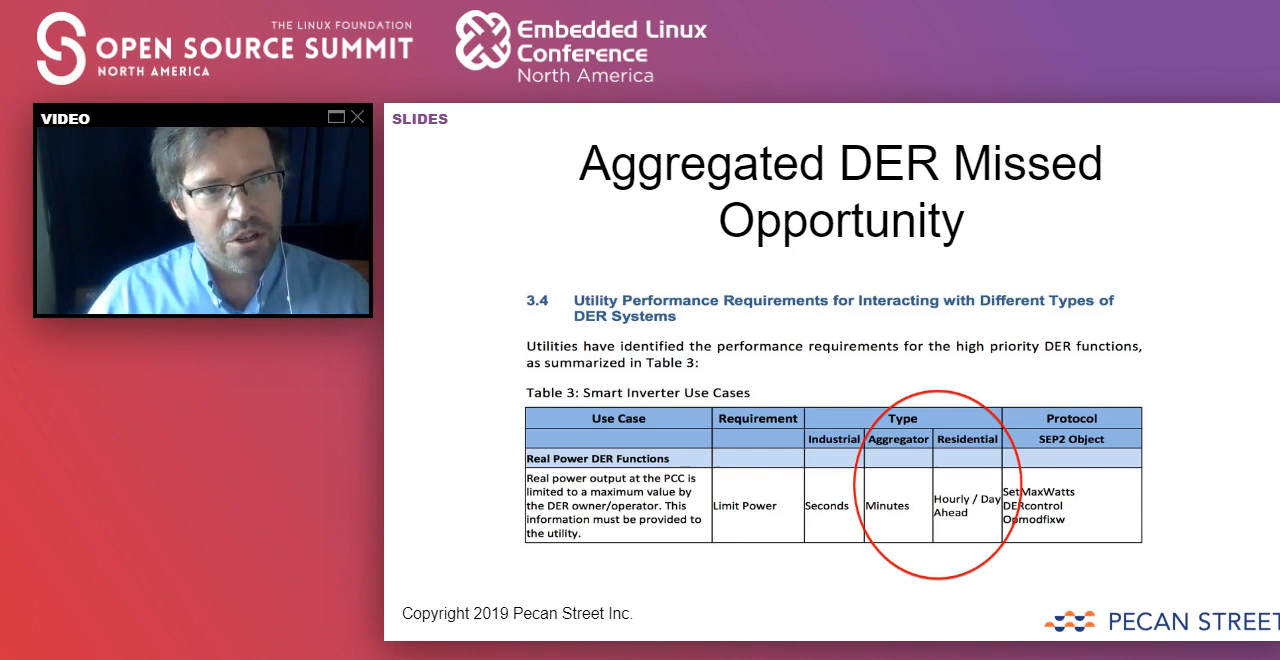 THE LINUX FOUNDATION
OPEN SOURCE SUMMIT
NORTH AMERICA
Embedded Linux
Conference
North America
VIDEO
SLIDES
Aggregated DER Missed
Opportunity
3.4 Utility Performance Requirements for Interacting with Different Types of
DER Systems
Utilities have identified the performance requirements for the high priority DER functions,
as summarized in Table 3:
Table 3: Smart Inverter Use Cases
Use Case Requirement Type Protocol
Industrial Aggregator Residential SEP2 Object
Real Power DER Functions
Real power output at the PCC is
limited to a maximum value by
the DER owner/operator. This
information must be provided to
the utility.
Limit Power
Seconds
Minutes
Hourly / Day
Ahead
SetMaxWatts
DERcontrol
Opmodfixw
Copyright 2019 Pecan Street Inc.
PECAN STREET